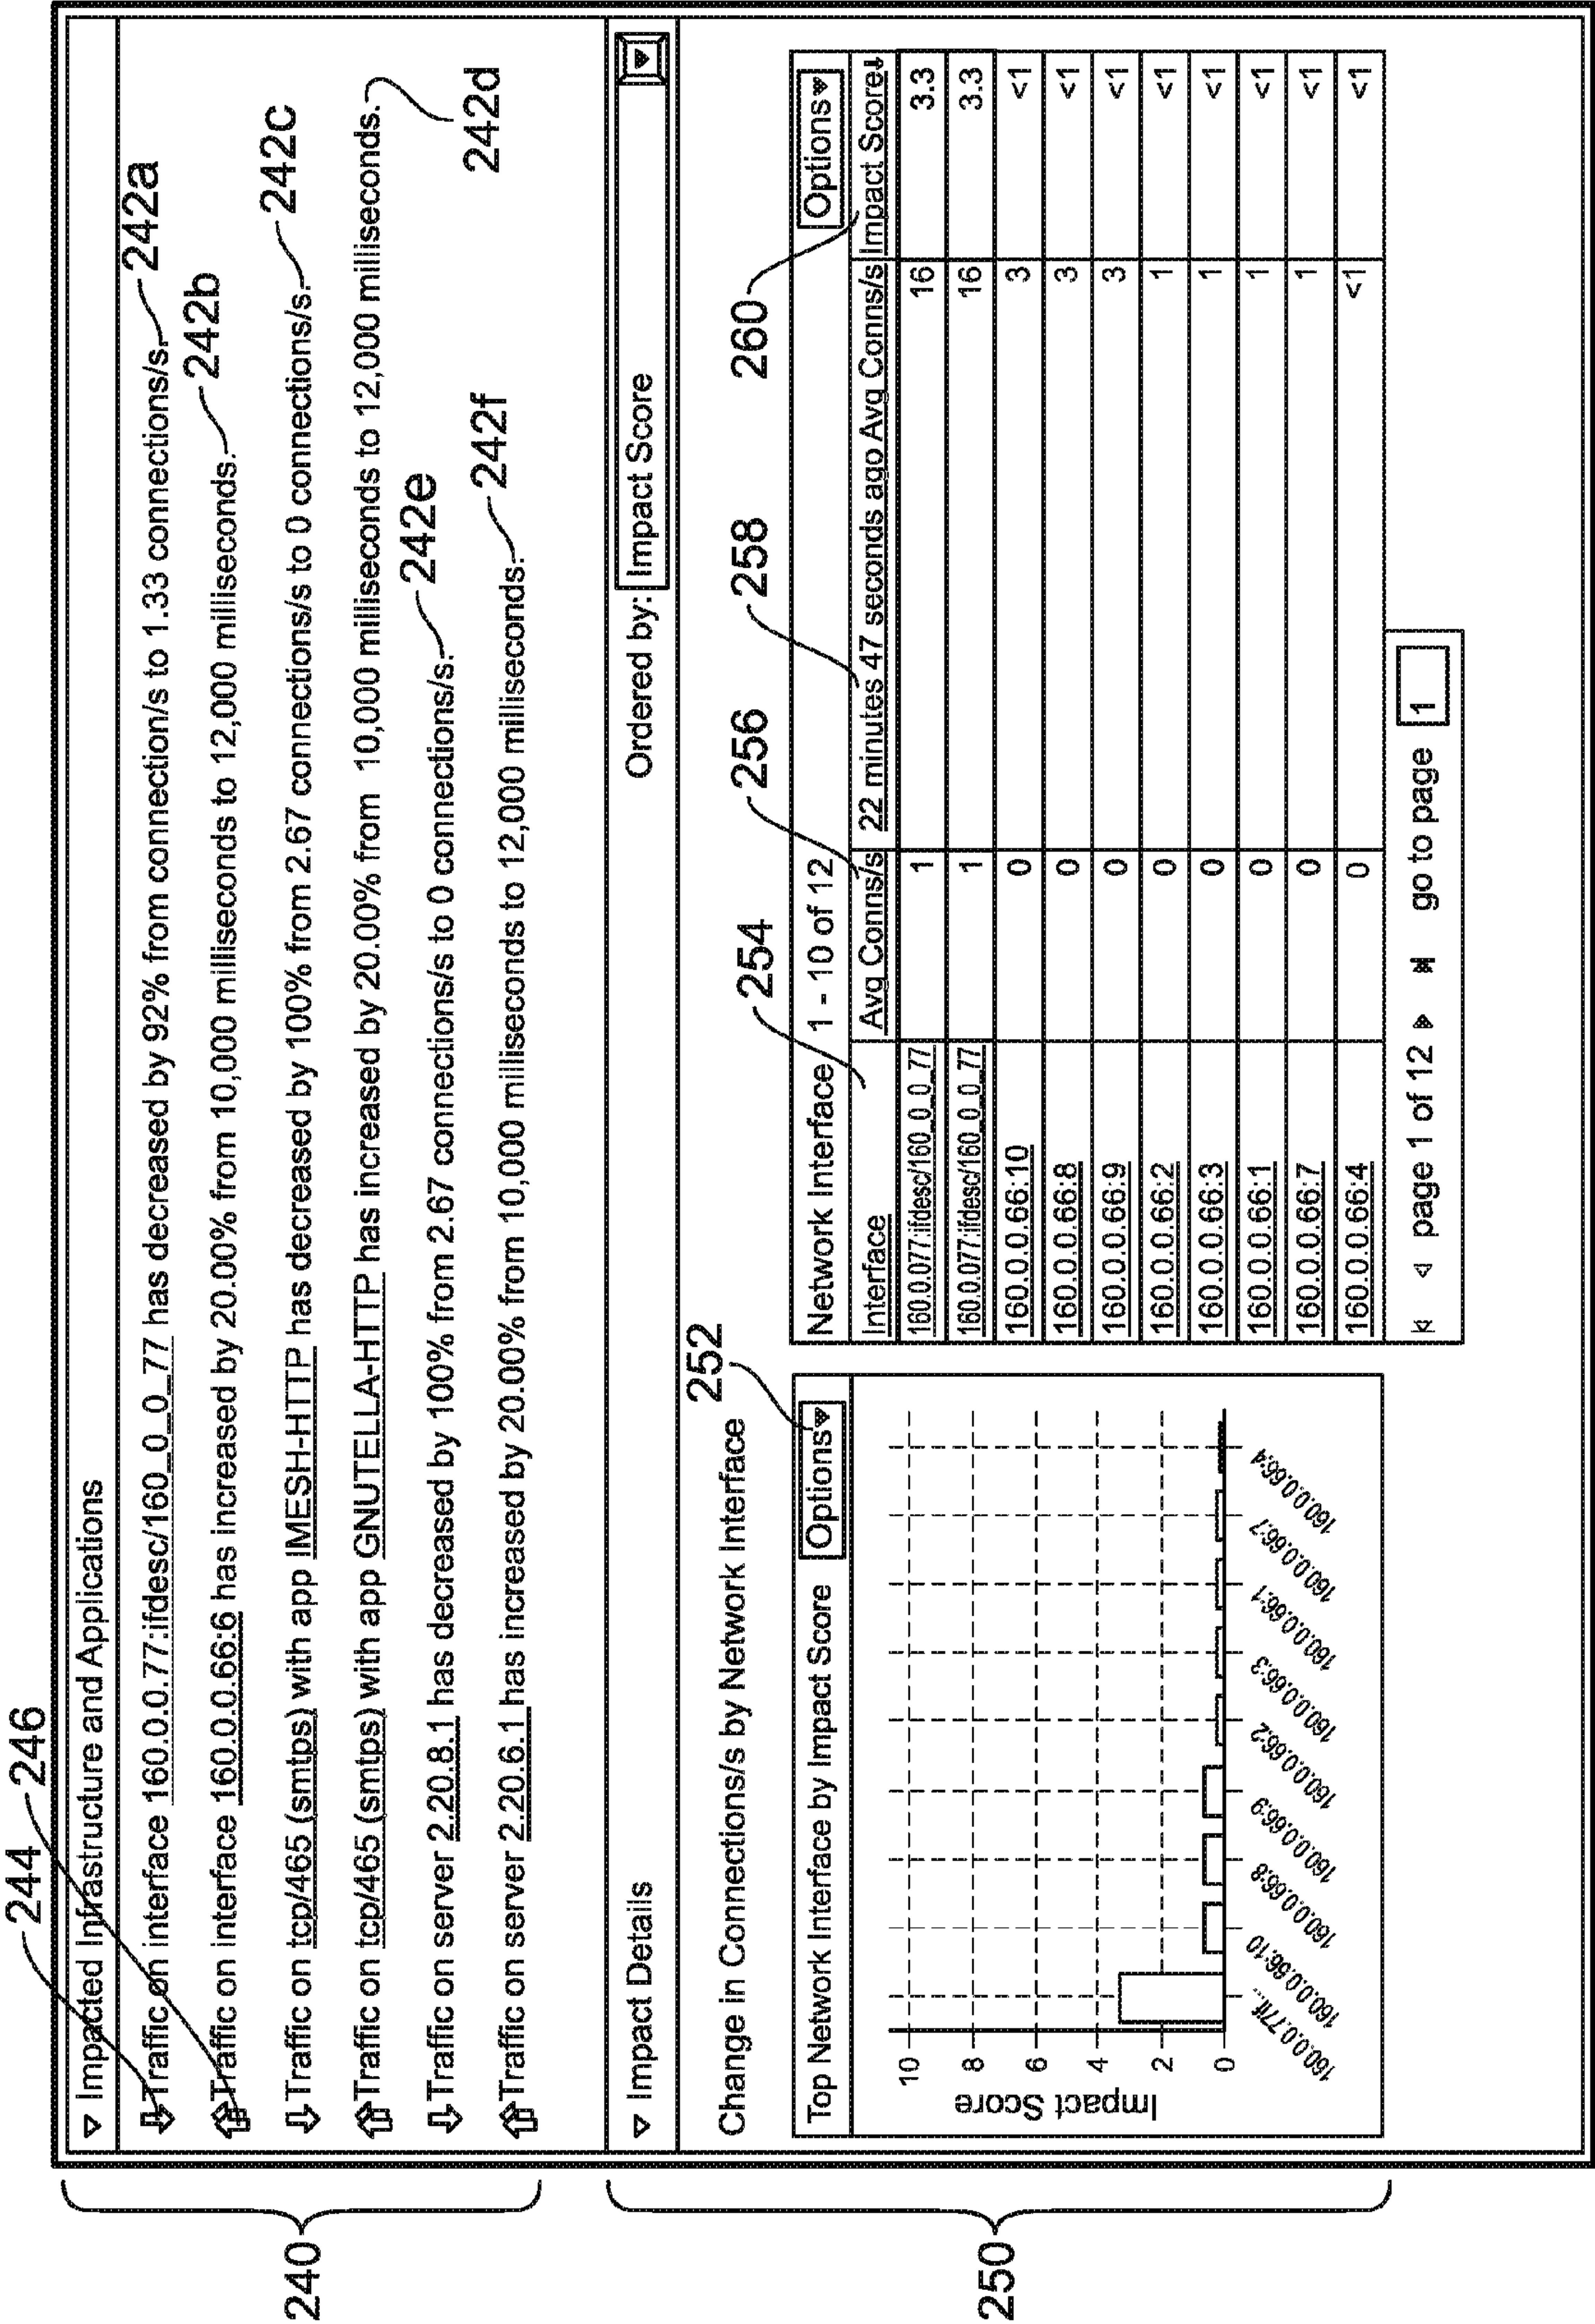 244
246
▽ Impacted Infrastructure and Applications
Traffic on interface 160.0.0.77:ifdesc/160_0_0_77 has decreased by 92% from connection/s to 1.33 connections/s. 242a
Traffic on interface 160.0.0.66:6 has increased by 20.00% from 10,000 milliseconds to 12,000 milliseconds. 242b
Traffic on tcp/465 (smtps) with app IMESH-HTTP has decreased by 100% from 2.67 connections/s to 0 connections/s. 242c
Traffic on tcp/465 (smtps) with app GNUTELLA-HTTP has increased by 20.00% from 10,000 milliseconds to 12,000 milliseconds. 242d
Traffic on server 2.20.8.1 has decreased by 100% from 2.67 connections/s to 0 connections/s. 242e
Traffic on server 2.20.6.1 has increased by 20.00% from 10,000 milliseconds to 12,000 milliseconds. 242f
240
▽ Impact Details Ordered by: Impact Score
250
Change in Connections/s by Network Interface
252
254 256 258 260
Top Network Interface by Impact Score Options
Impact Score
10
8
6
4
2
0
160.0.0.77if... 160.0.0.66:10 160.0.0.66:8 160.0.0.66:9 160.0.0.66:2 160.0.0.66:3 160.0.0.66:1 160.0.0.66:7 160.0.0.66:4
Network Interface 1 - 10 of 12 Options
Interface Avg Conns/s 22 minutes 47 seconds ago Avg Conns/s Impact Score↓
160.0.077:ifdesc/160_0_0_77 1 16 3.3
160.0.077:ifdesc/160_0_0_77 1 16 3.3
160.0.0.66:10 0 3 <1
160.0.0.66:8 0 3 <1
160.0.0.66:9 0 3 <1
160.0.0.66:2 0 1 <1
160.0.0.66:3 0 1 <1
160.0.0.66:1 0 1 <1
160.0.0.66:7 0 1 <1
160.0.0.66:4 0 <1 <1
page 1 of 12 go to page 1